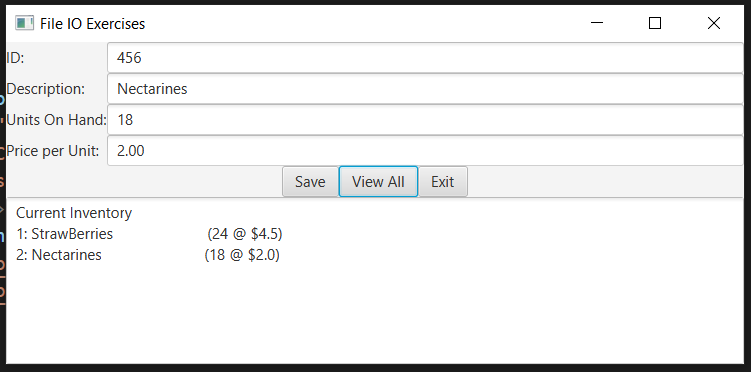 File IO Exercises
ID: 456
Description: Nectarines
Units On Hand: 18
Price per Unit: 2.00
Save View All Exit
Current Inventory
1: StrawBerries (24 @ $4.5)
2: Nectarines (18 @ $2.0)